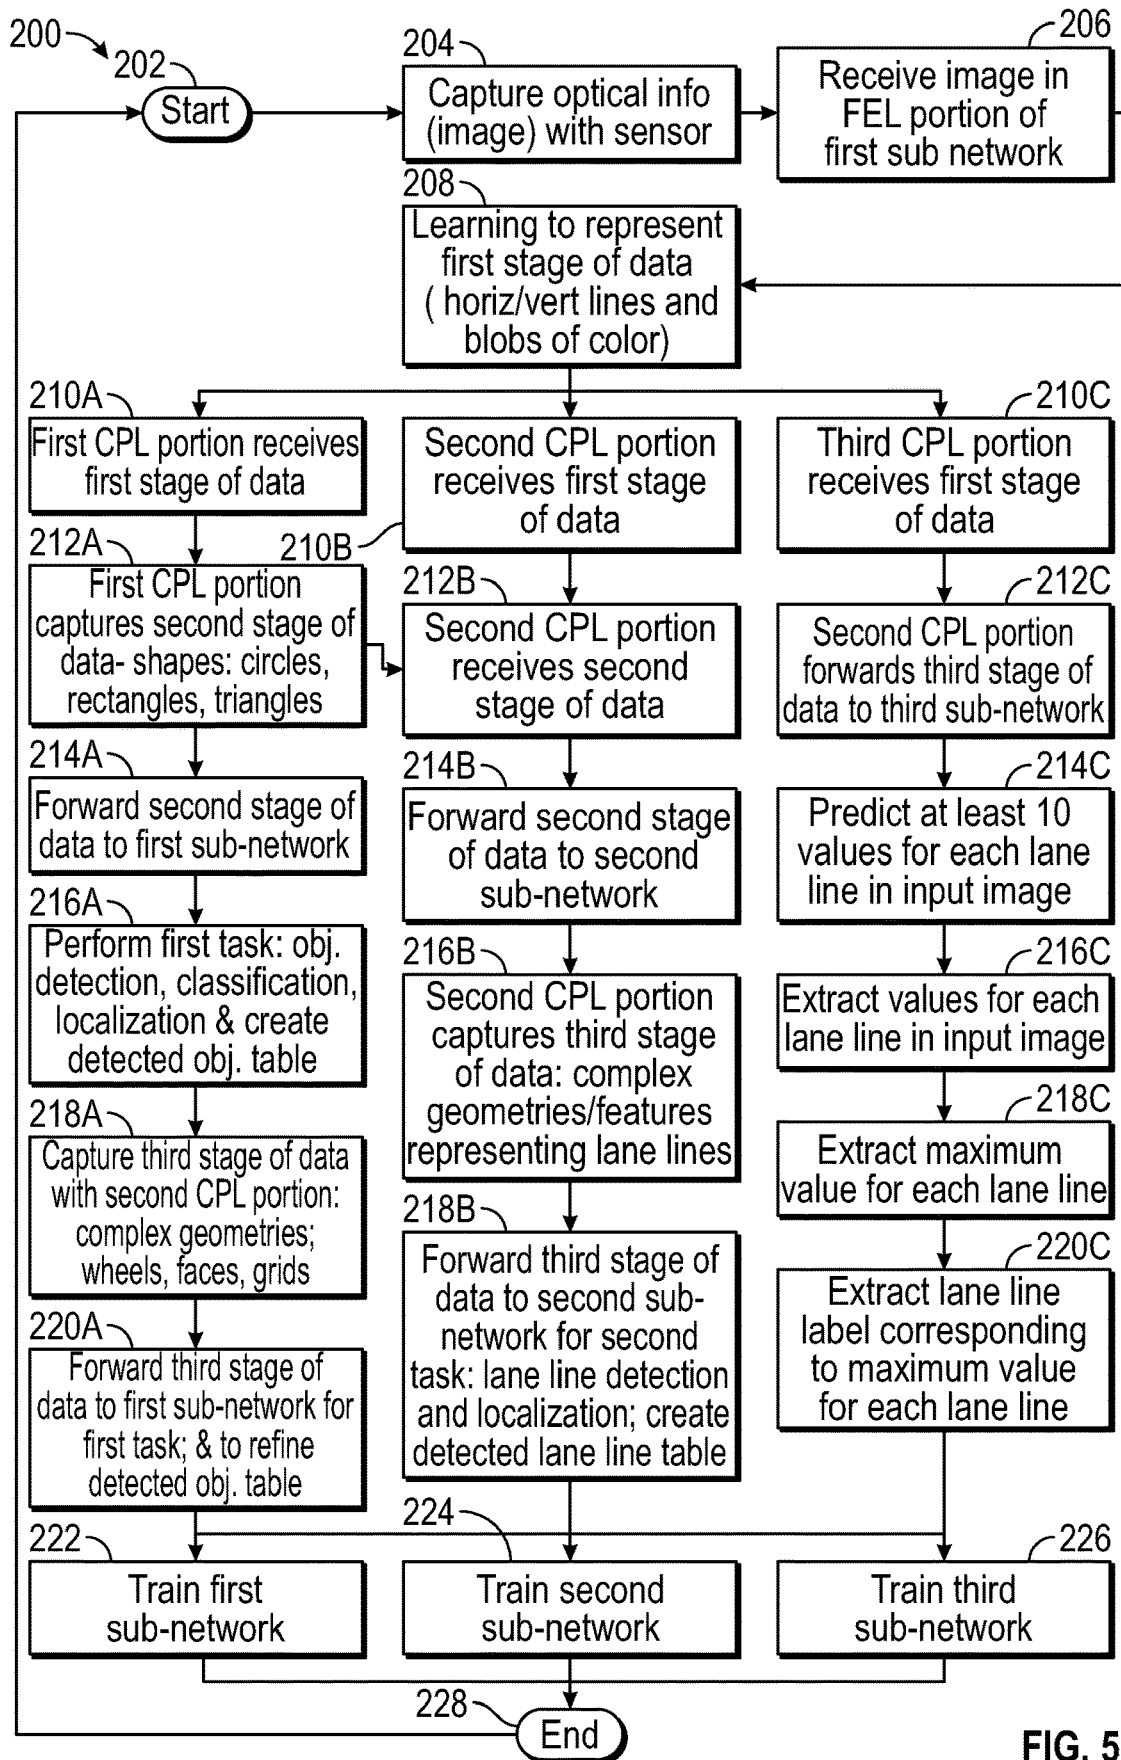 200
202
Start
204
Capture optical info
(image) with sensor
206
Receive image in
FEL portion of
first sub network
208
Learning to represent
first stage of data
( horiz/vert lines and
blobs of color)
210A
First CPL portion receives
first stage of data
210B
Second CPL portion
receives first stage
of data
210C
Third CPL portion
receives first stage
of data
212A
First CPL portion
captures second stage of
data- shapes: circles,
rectangles, triangles
212B
Second CPL portion
receives second
stage of data
212C
Second CPL portion
forwards third stage of
data to third sub-network
214A
Forward second stage of
data to first sub-network
214B
Forward second stage
of data to second
sub-network
214C
Predict at least 10
values for each lane
line in input image
216A
Perform first task: obj.
detection, classification,
localization & create
detected obj. table
216B
Second CPL portion
captures third stage
of data: complex
geometries/features
representing lane lines
216C
Extract values for each
lane line in input image
218A
Capture third stage of data
with second CPL portion:
complex geometries;
wheels, faces, grids
218B
Forward third stage of
data to second sub-
network for second
task: lane line detection
and localization; create
detected lane line table
218C
Extract maximum
value for each lane line
220A
Forward third stage of
data to first sub-network for
first task; & to refine
detected obj. table
220C
Extract lane line
label corresponding
to maximum value
for each lane line
222
Train first
sub-network
224
Train second
sub-network
226
Train third
sub-network
228
End
FIG. 5